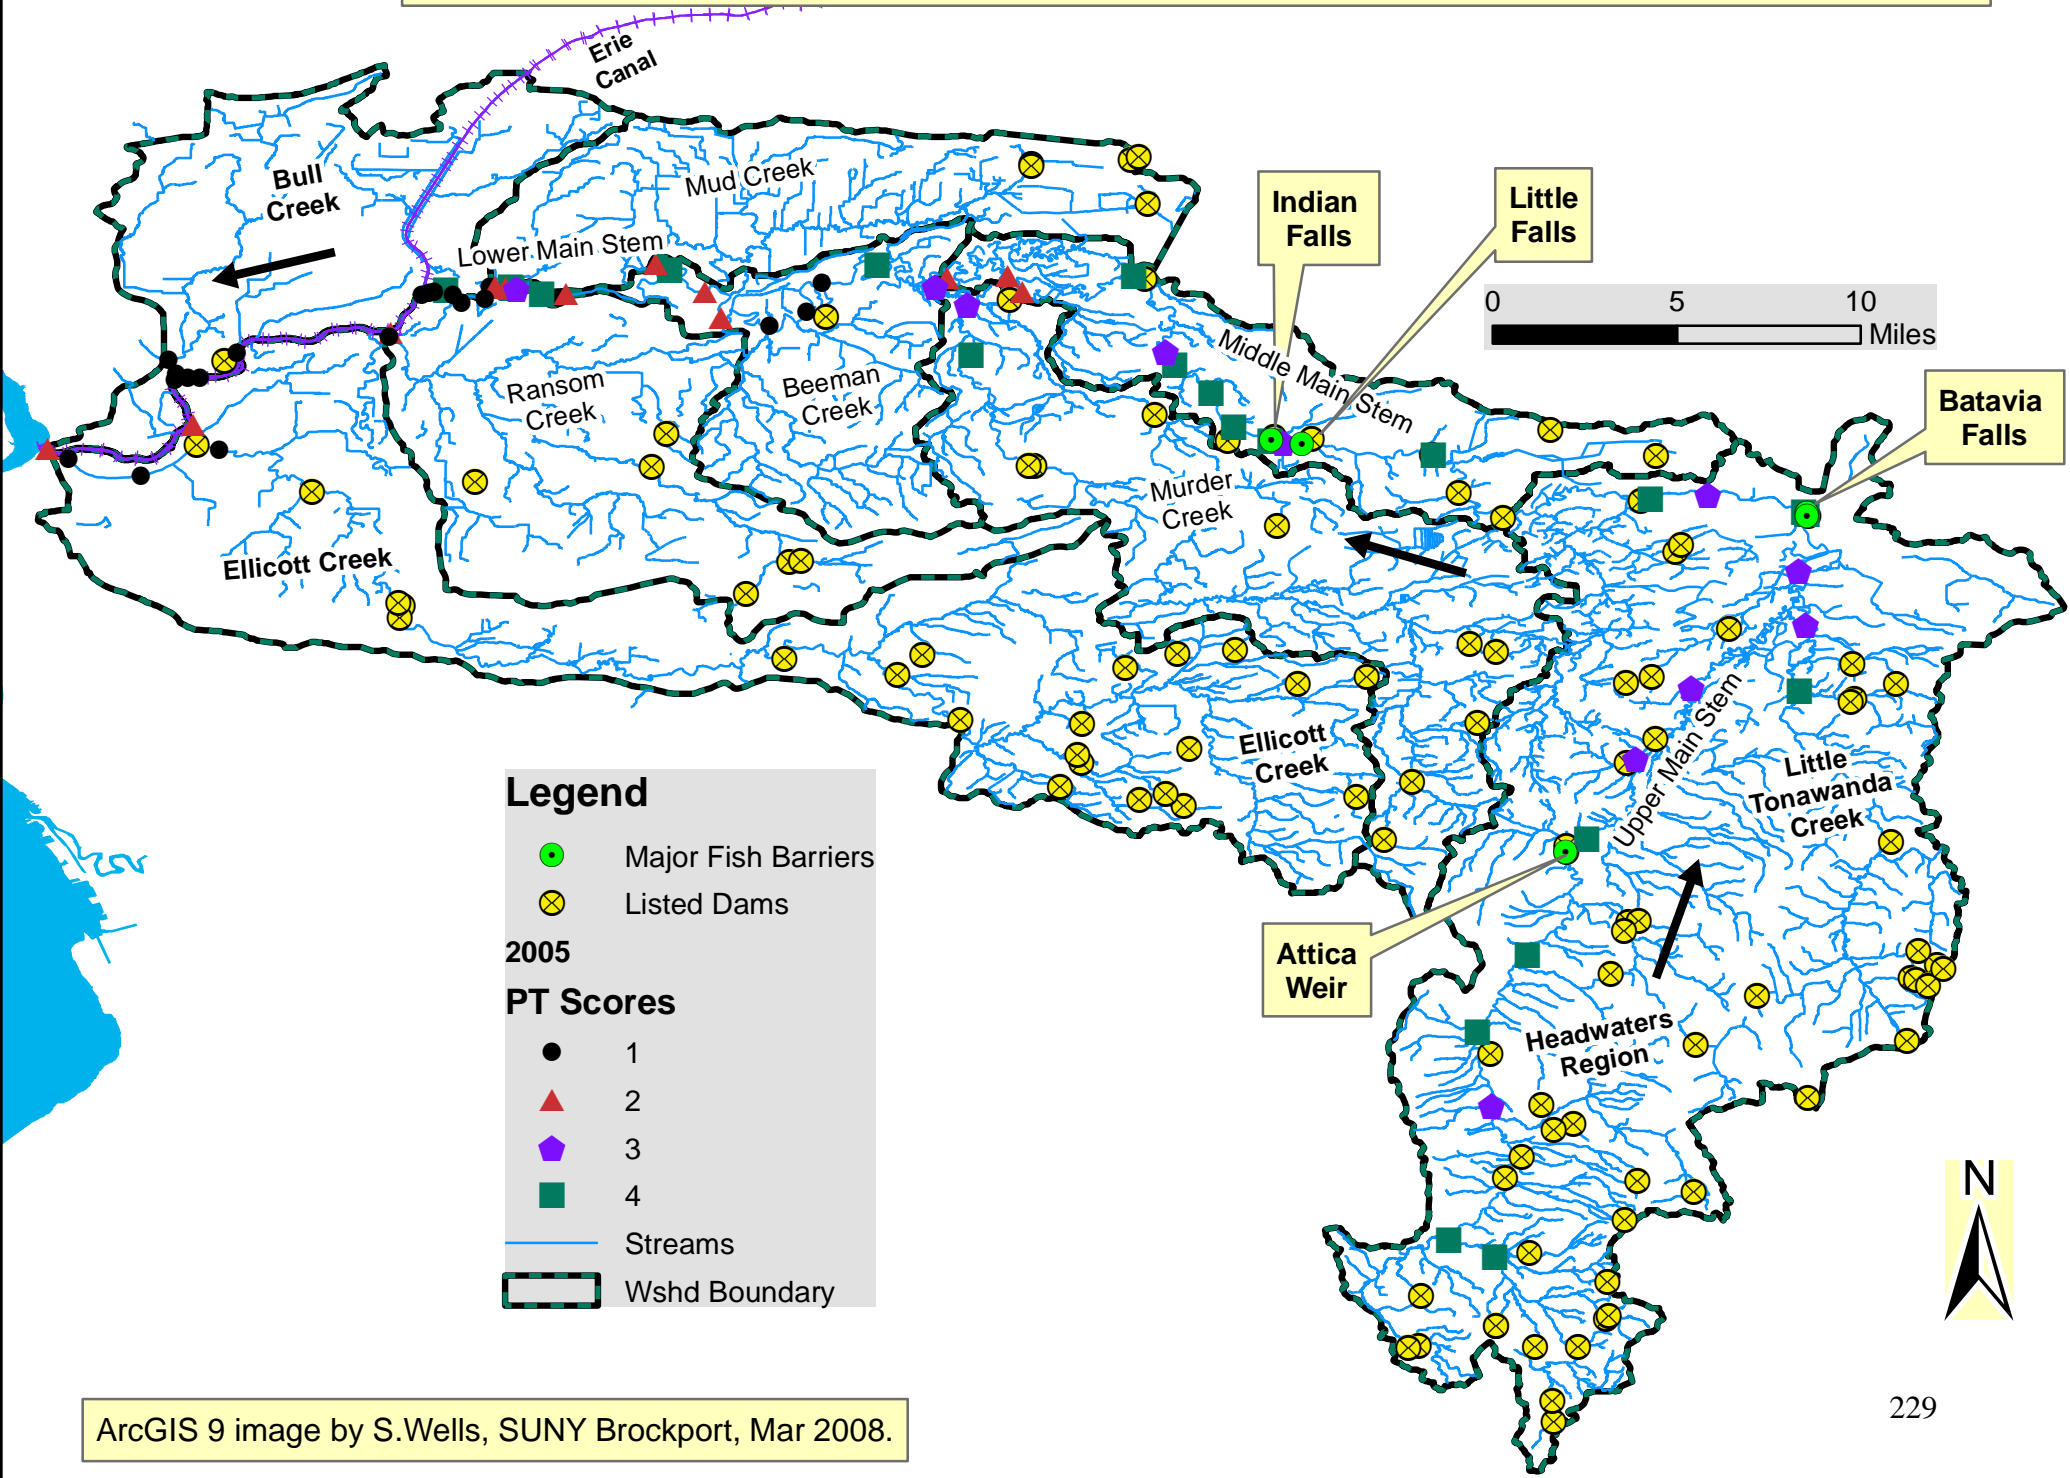 Erie
Canal
Bull
Creek
Mud Creek
Lower Main Stem
Indian
Falls
Little
Falls
0 5 10
Miles
Middle Main Stem
Batavia
Falls
Ransom
Creek
Beeman
Creek
Murder
Creek
Ellicott Creek
Ellicott
Creek
Upper Main Stem
Little
Tonawanda
Creek
Attica
Weir
Headwaters
Region
Legend
Major Fish Barriers
Listed Dams
2005
PT Scores
1
2
3
4
Streams
Wshd Boundary
N
229
ArcGIS 9 image by S.Wells, SUNY Brockport, Mar 2008.